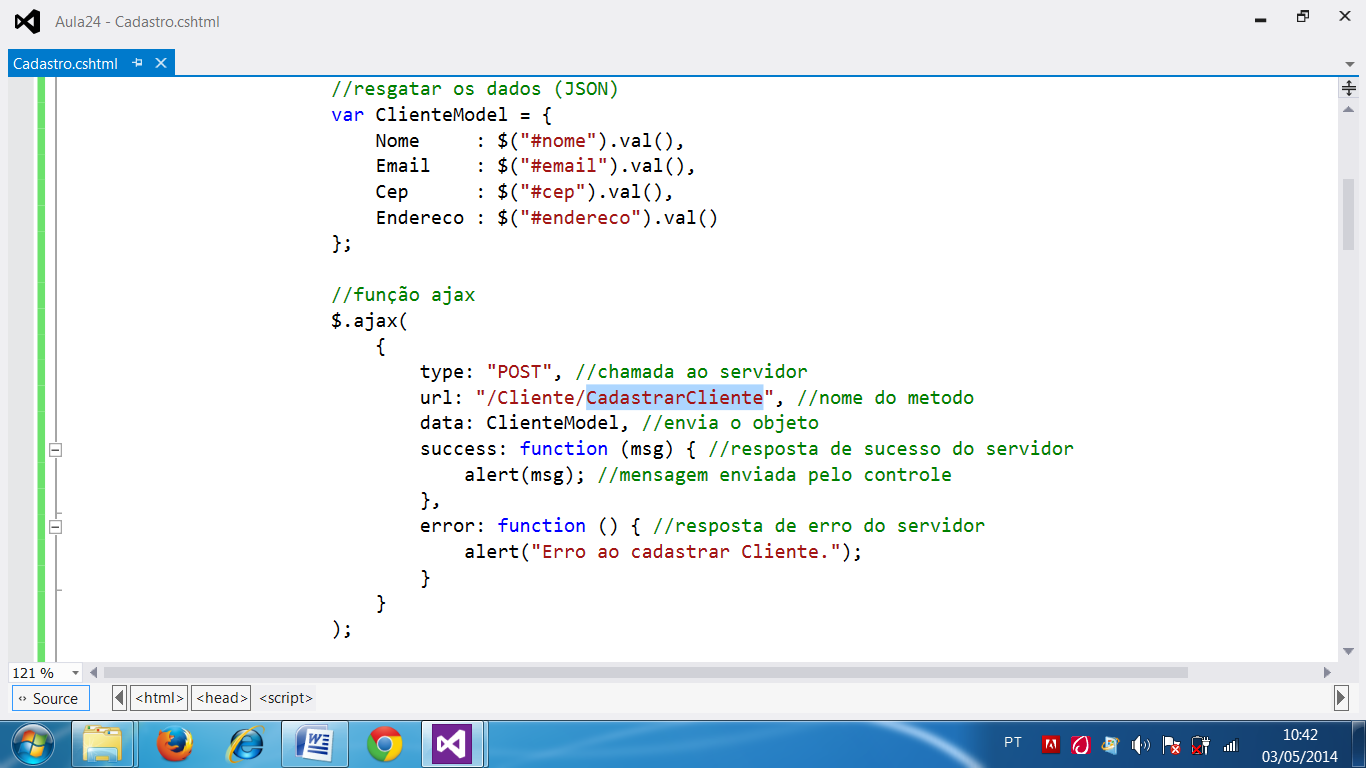 Aula24 - Cadastro.cshtml
Cadastro.cshtml
//resgatar os dados (JSON)
var ClienteModel = {
Nome : $("#nome").val(),
Email : $("#email").val(),
Cep : $("#cep").val(),
Endereco : $("#endereco").val()
};
//função ajax
$.ajax(
{
type: "POST", //chamada ao servidor
url: "/Cliente/CadastrarCliente", //nome do metodo
data: ClienteModel, //envia o objeto
success: function (msg) { //resposta de sucesso do servidor
alert(msg); //mensagem enviada pelo controle
},
error: function () { //resposta de erro do servidor
alert("Erro ao cadastrar Cliente.");
}
}
);
121 %
Source <html> <head> <script>
PT 10:42
03/05/2014